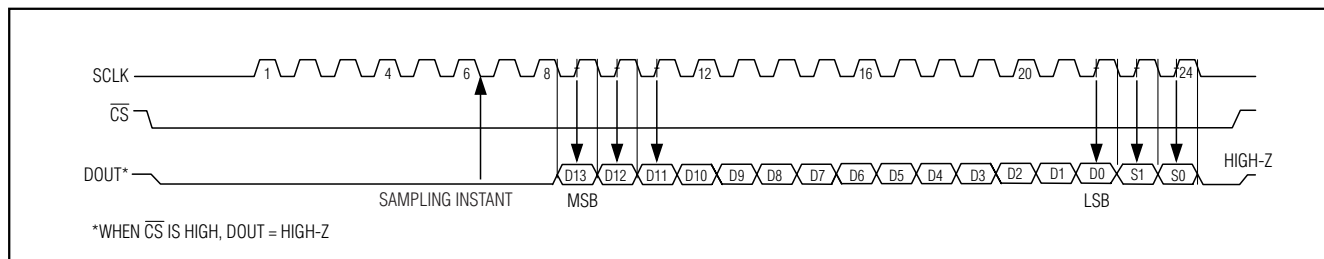 SCLK 1 4 6 8 12 16 20 24
CS
DOUT* D13 D12 D11 D10 D9 D8 D7 D6 D5 D4 D3 D2 D1 D0 S1 S0 HIGH-Z
SAMPLING INSTANT MSB LSB
*WHEN CS IS HIGH, DOUT = HIGH-Z